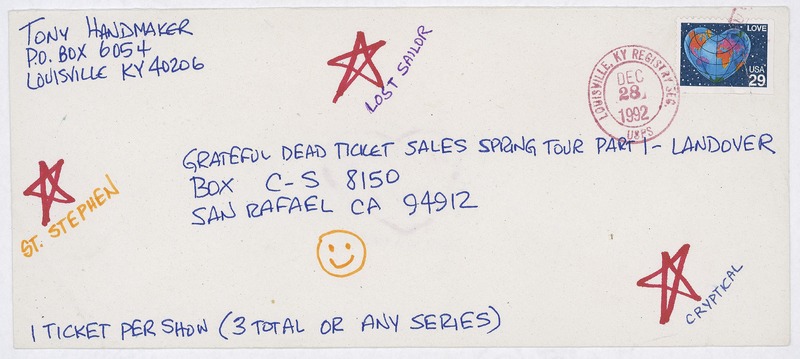 TONY HANDMAKER
P.O. BOX 6054
LOUISVILLE KY 40206
LOST SAILOR
LOUISVILLE, KY REGISTRY SEC.
DEC
28
1992
USPS
LOVE
USA
29
GRATEFUL DEAD TICKET SALES SPRING TOUR PART 1 - LANDOVER
BOX C-S 8150
SAN RAFAEL CA 94912
ST. STEPHEN
CRYPTICAL
1 TICKET PER SHOW (3 TOTAL OR ANY SERIES)